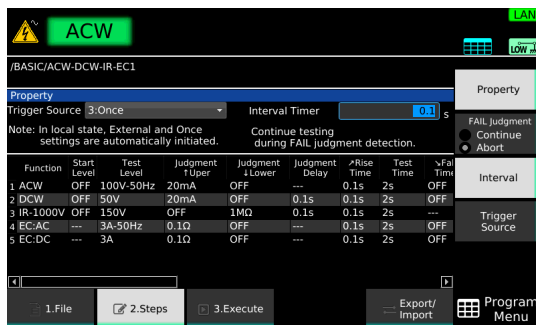 LAN
ACW
LOW
/BASIC/ACW-DCW-IR-EC1
Property
Trigger Source 3:Once
Interval Timer 0.1 s
Note: In local state, External and Once
settings are automatically initiated.
Continue testing
during FAIL judgment detection.
Function Start Level Test Level Judgment ↑Upper Judgment ↓Lower Judgment Delay ↗Rise Time Test Time ↘Fal Time
1 ACW OFF 100V-50Hz 20mA OFF --- 0.1s 2s OFF
2 DCW OFF 50V 20mA OFF 0.1s 0.1s 2s OFF
3 IR-1000V OFF 150V OFF 1MΩ 0.1s 0.1s 2s ---
4 EC:AC --- 3A-50Hz 0.1Ω OFF --- 0.1s 2s OFF
5 EC:DC --- 3A 0.1Ω OFF --- 0.1s 2s OFF
Property
FAIL Judgment
Continue
Abort
Interval
Trigger
Source
1.File
2.Steps
3.Execute
Export/
Import
Program
Menu